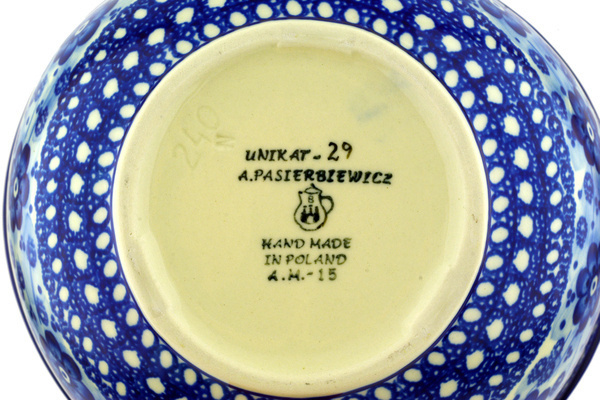 240
N
UNIKAT-29
A.PASIERBIEWICZ
B
HAND MADE
IN POLAND
A.M.-15